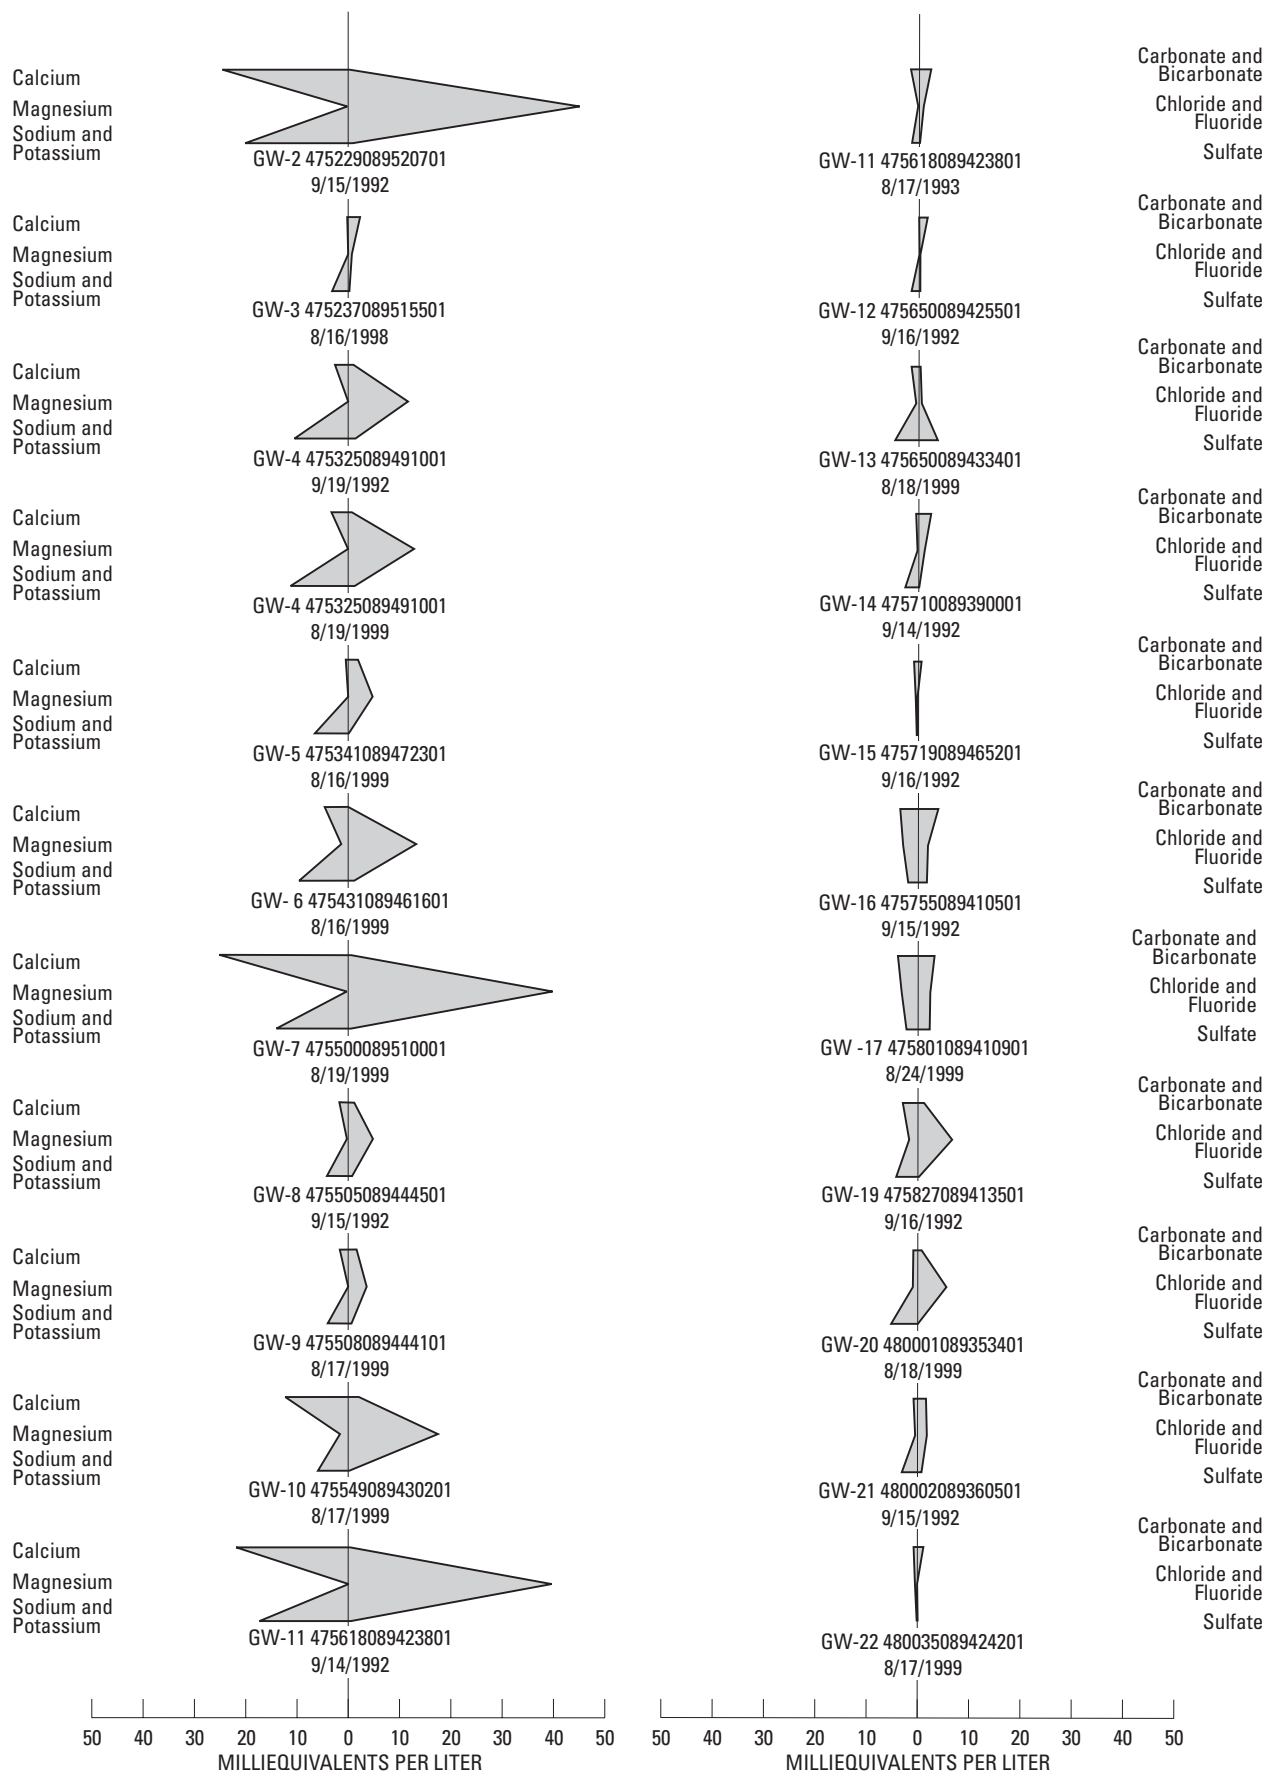 Calcium
Magnesium
Sodium and
Potassium
GW-2 475229089520701
9/15/1992
Calcium
Magnesium
Sodium and
Potassium
GW-3 475237089515501
8/16/1998
Calcium
Magnesium
Sodium and
Potassium
GW-4 475325089491001
9/19/1992
Calcium
Magnesium
Sodium and
Potassium
GW-4 475325089491001
8/19/1999
Calcium
Magnesium
Sodium and
Potassium
GW-5 475341089472301
8/16/1999
Calcium
Magnesium
Sodium and
Potassium
GW- 6 475431089461601
8/16/1999
Calcium
Magnesium
Sodium and
Potassium
GW-7 475500089510001
8/19/1999
Calcium
Magnesium
Sodium and
Potassium
GW-8 475505089444501
9/15/1992
Calcium
Magnesium
Sodium and
Potassium
GW-9 475508089444101
8/17/1999
Calcium
Magnesium
Sodium and
Potassium
GW-10 475549089430201
8/17/1999
Calcium
Magnesium
Sodium and
Potassium
GW-11 475618089423801
9/14/1992
50 40 30 20 10 0 10 20 30 40 50
MILLIEQUIVALENTS PER LITER
Carbonate and
Bicarbonate
Chloride and
Fluoride
Sulfate
GW-11 475618089423801
8/17/1993
Carbonate and
Bicarbonate
Chloride and
Fluoride
Sulfate
GW-12 475650089425501
9/16/1992
Carbonate and
Bicarbonate
Chloride and
Fluoride
Sulfate
GW-13 475650089433401
8/18/1999
Carbonate and
Bicarbonate
Chloride and
Fluoride
Sulfate
GW-14 475710089390001
9/14/1992
Carbonate and
Bicarbonate
Chloride and
Fluoride
Sulfate
GW-15 475719089465201
9/16/1992
Carbonate and
Bicarbonate
Chloride and
Fluoride
Sulfate
GW-16 475755089410501
9/15/1992
Carbonate and
Bicarbonate
Chloride and
Fluoride
Sulfate
GW -17 475801089410901
8/24/1999
Carbonate and
Bicarbonate
Chloride and
Fluoride
Sulfate
GW-19 475827089413501
9/16/1992
Carbonate and
Bicarbonate
Chloride and
Fluoride
Sulfate
GW-20 480001089353401
8/18/1999
Carbonate and
Bicarbonate
Chloride and
Fluoride
Sulfate
GW-21 480002089360501
9/15/1992
Carbonate and
Bicarbonate
Chloride and
Fluoride
Sulfate
GW-22 480035089424201
8/17/1999
50 40 30 20 10 0 10 20 30 40 50
MILLIEQUIVALENTS PER LITER